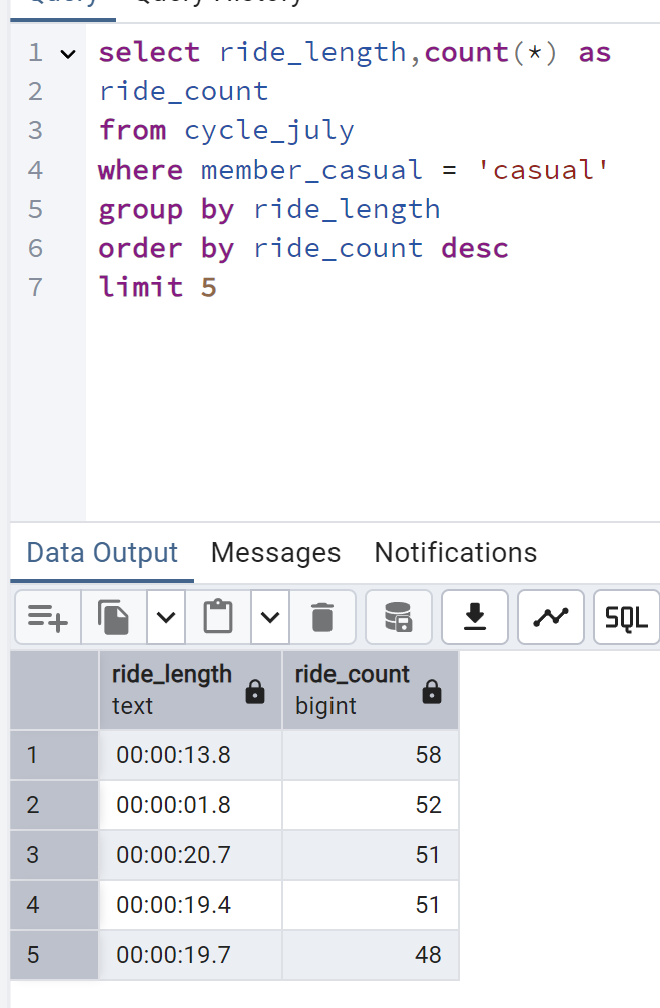 1 select ride_length,count(*) as
2 ride_count
3 from cycle_july
4 where member_casual = 'casual'
5 group by ride_length
6 order by ride_count desc
7 limit 5
Data Output Messages Notifications
SQL
ride_length ride_count
text bigint
1 00:00:13.8 58
2 00:00:01.8 52
3 00:00:20.7 51
4 00:00:19.4 51
5 00:00:19.7 48